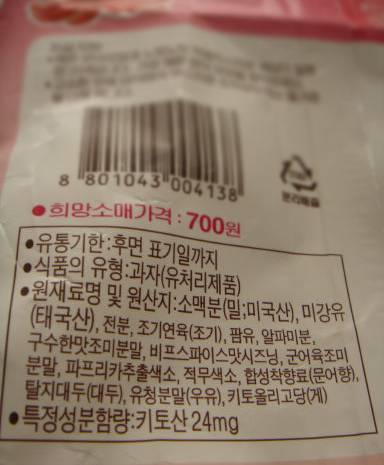 8 801043 004138
분리배출
●희망소매가격:700원
●유통기한:후면 표기일까지
●식품의 유형:과자(유처리제품)
●원재료명 및 원산지:소맥분(밀;미국산), 미강유
(태국산), 전분, 조기연육(조기), 팜유, 알파미분,
구수한맛조미분말, 비프스파이스맛시즈닝, 군어육조미
분말, 파프리카추출색소, 적무색소, 합성착향료(문어향),
탈지대두(대두), 유청분말(우유), 키토올리고당(게)
●특정성분함량:키토산 24mg